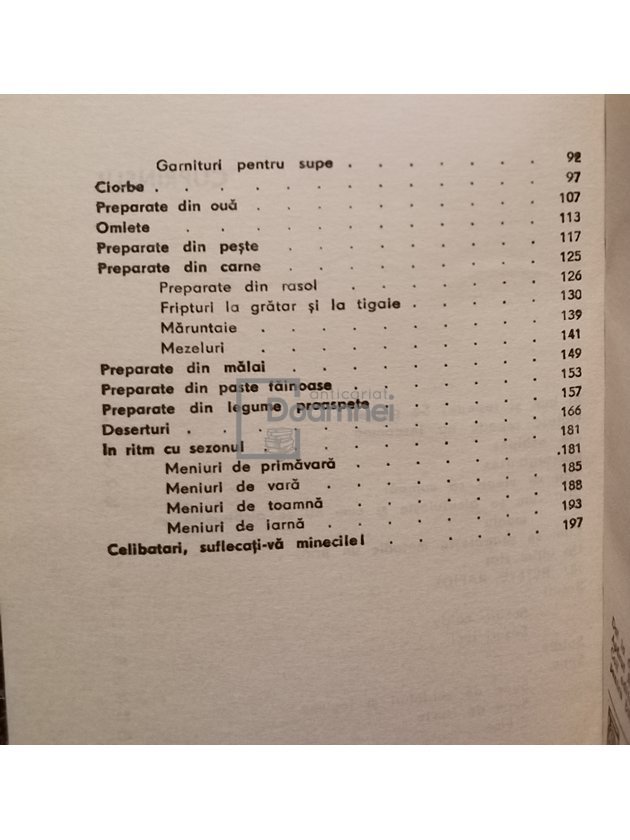 Garnituri pentru supe . . . . . . . 92
Ciorbe . . . . . . . . . . . . . 97
Preparate din ouă . . . . . . . . . 107
Omlete . . . . . . . . . . . . 113
Preparate din pește . . . . . . . . 117
Preparate din carne . . . . . . . . 125
Preparate din rasol . . . . . . . 126
Fripturi la grătar și la tigaie . . . . . 130
Măruntaie . . . . . . . . . 139
Mezeluri . . . . . . . . . 141
Preparate din mălai . . . . . . . . 149
Preparate din paste făinoase . . . . . . 153
anticariat
Doamnei
Preparate din legume proaspete . . . . . 157
Deserturi . . . . . . . . . . . 166
In ritm cu sezonul . . . . . . . . . 181
Meniuri de primăvară . . . . . . .181
Meniuri de vară . . . . . . . 185
Meniuri de toamnă . . . . . . . 188
Meniuri de iarnă . . . . . . . 193
Celibatari, suflecați-vă minecile! . . . . . 197